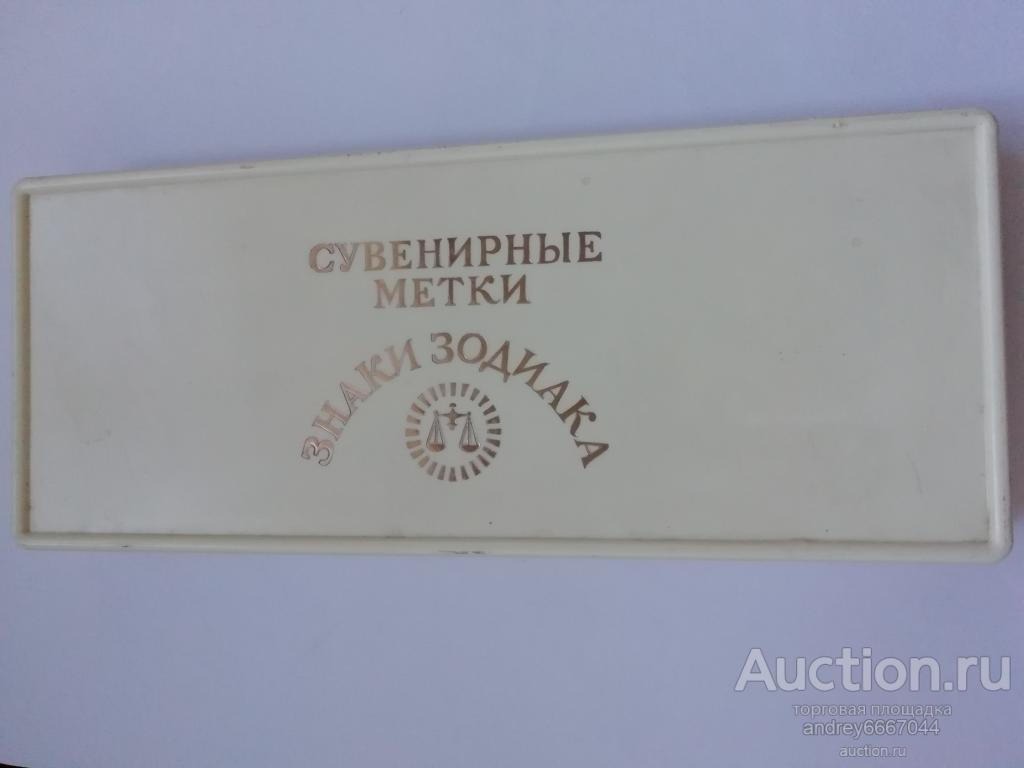 СУВЕНИРНЫЕ
МЕТКИ
ЗНАКИ ЗОДИАКА
Auction.ru
торговая площадка
andrey6667044
auction.ru